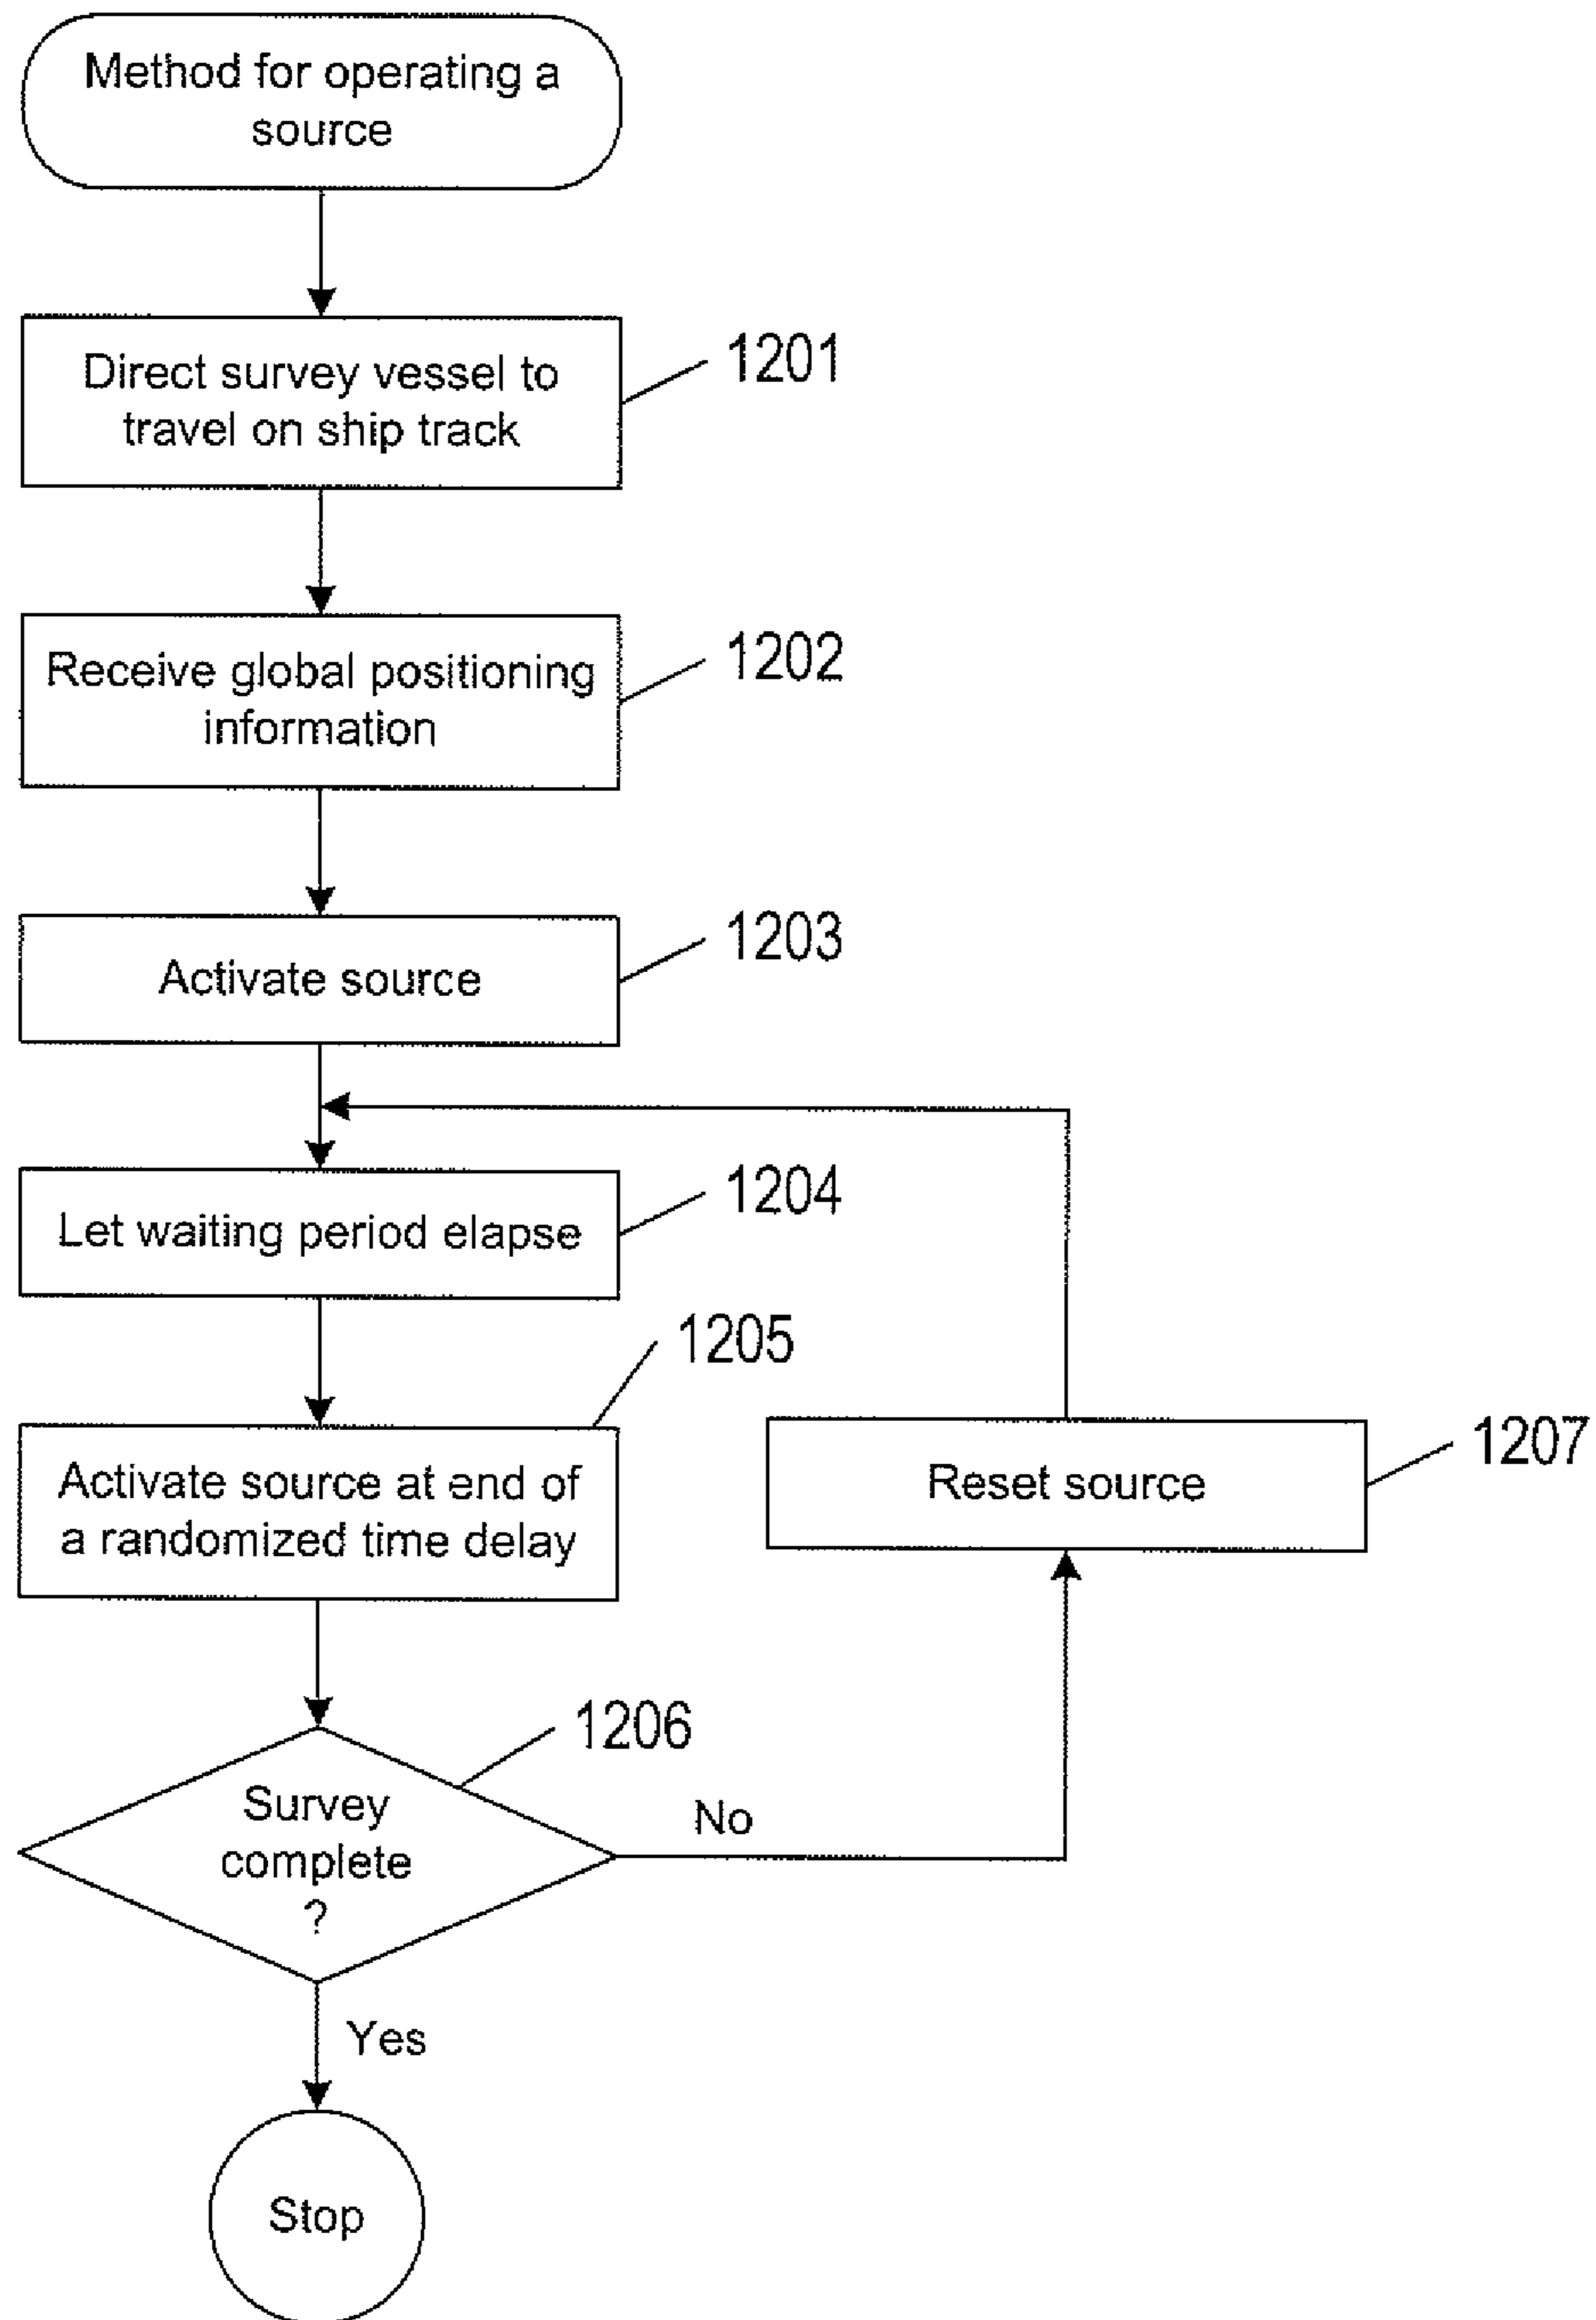 Method for operating a
source
Direct survey vessel to
travel on ship track
1201
Receive global positioning
information
1202
Activate source
1203
Let waiting period elapse
1204
Activate source at end of
a randomized time delay
1205
Reset source
1207
Survey
complete
?
1206
No
Yes
Stop